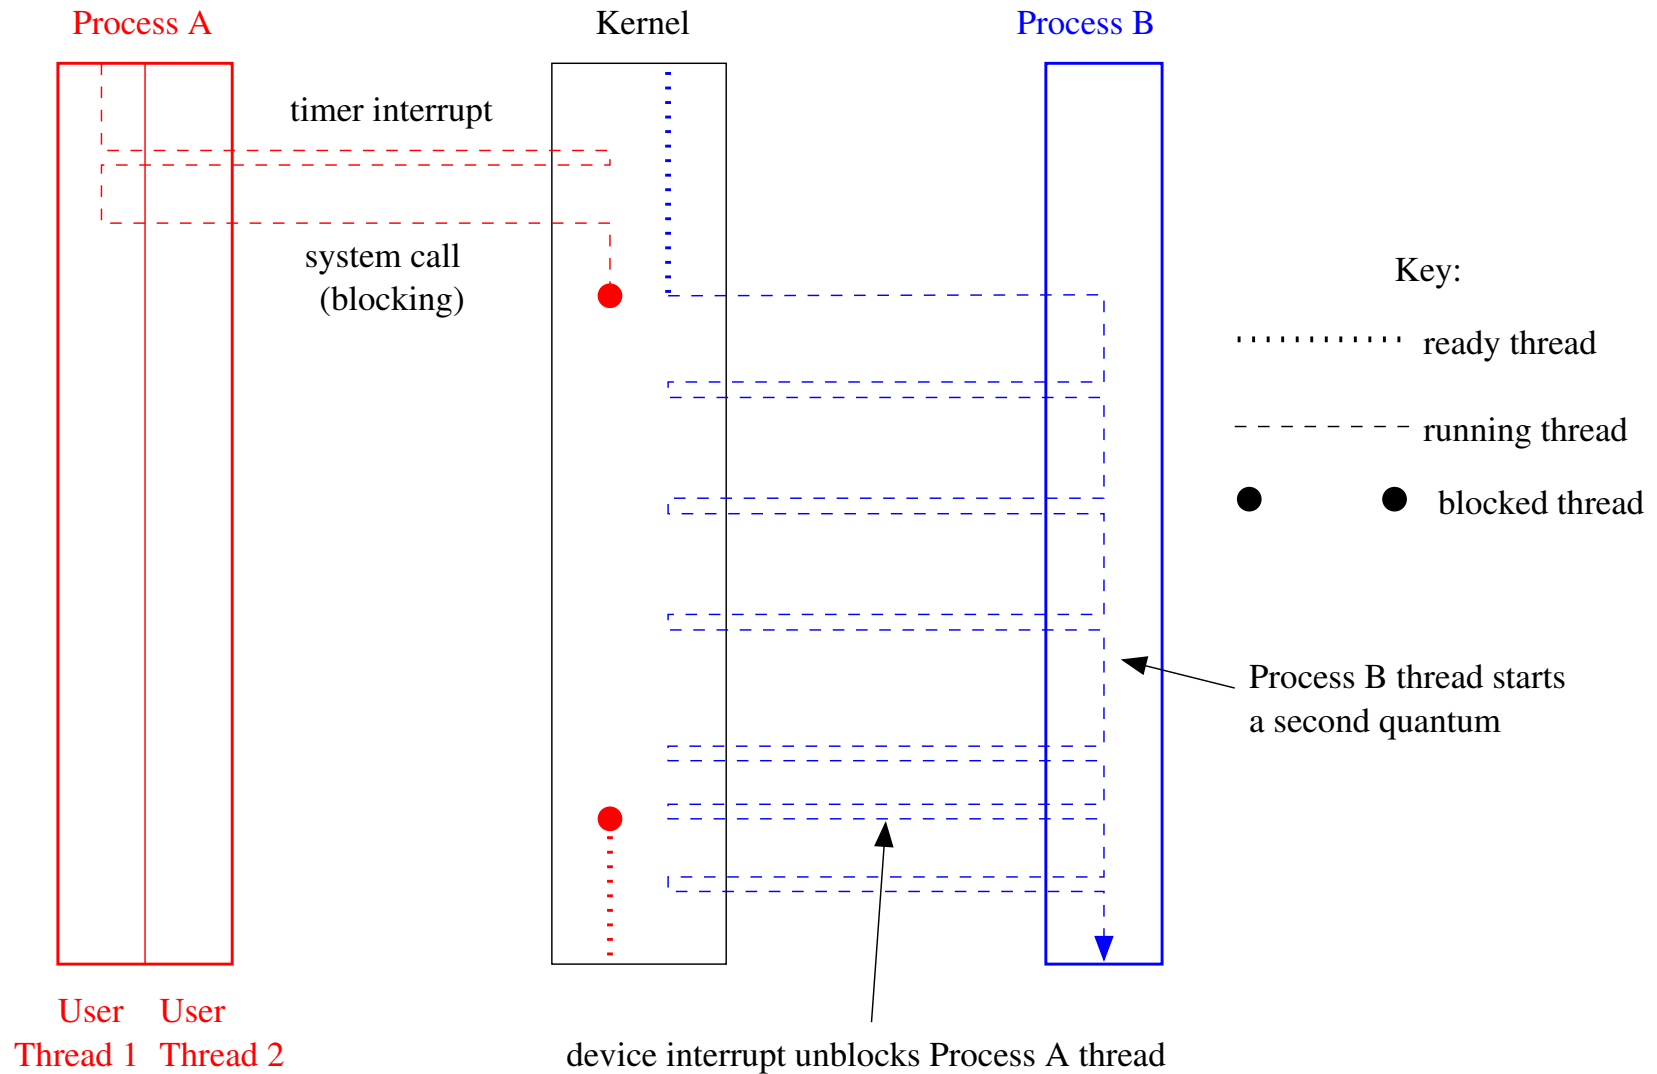 Process A
Kernel
Process B
timer interrupt
system call
(blocking)
Key:
ready thread
running thread
blocked thread
Process B thread starts
a second quantum
User
Thread 1
User
Thread 2
device interrupt unblocks Process A thread